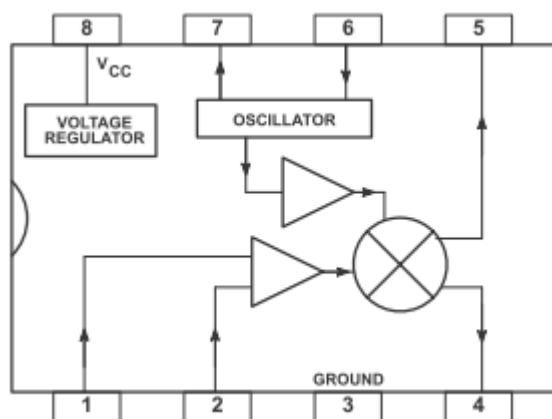 8 7 6 5
VCC
VOLTAGE
REGULATOR
OSCILLATOR
GROUND
1 2 3 4